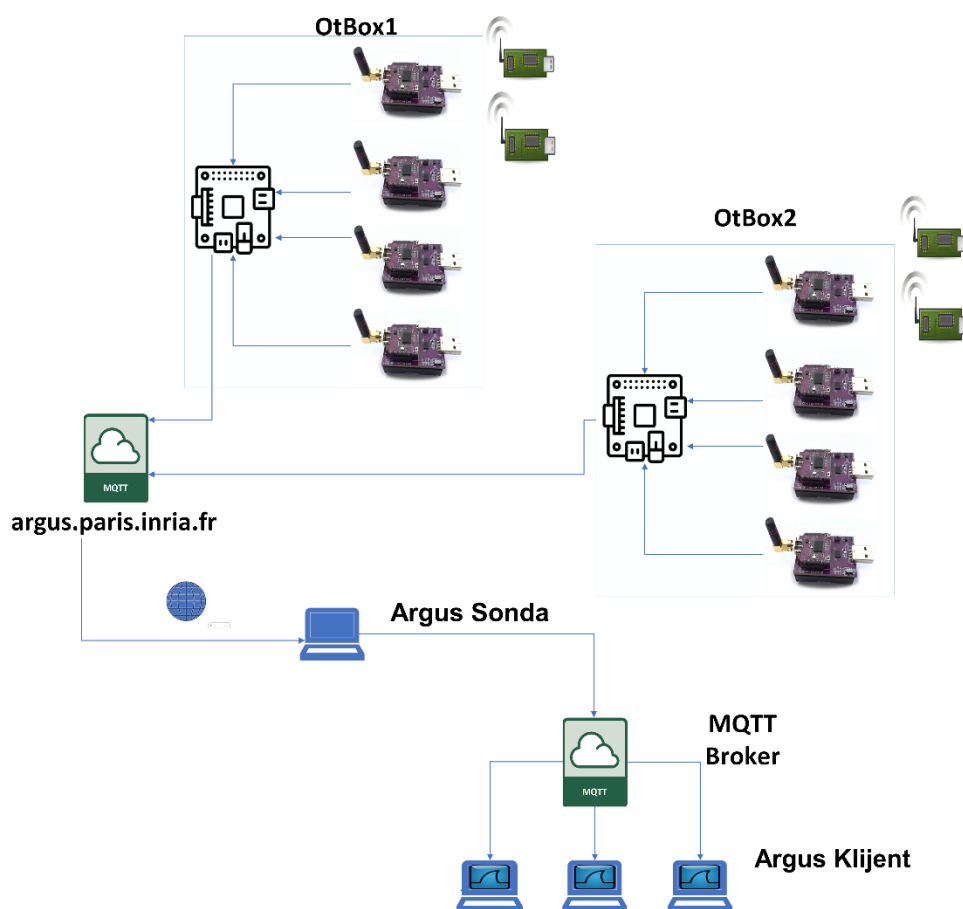 OtBox1
OtBox2
MQTT
argus.paris.inria.fr
Argus Sonda
MQTT
Broker
MQTT
Argus Klijent